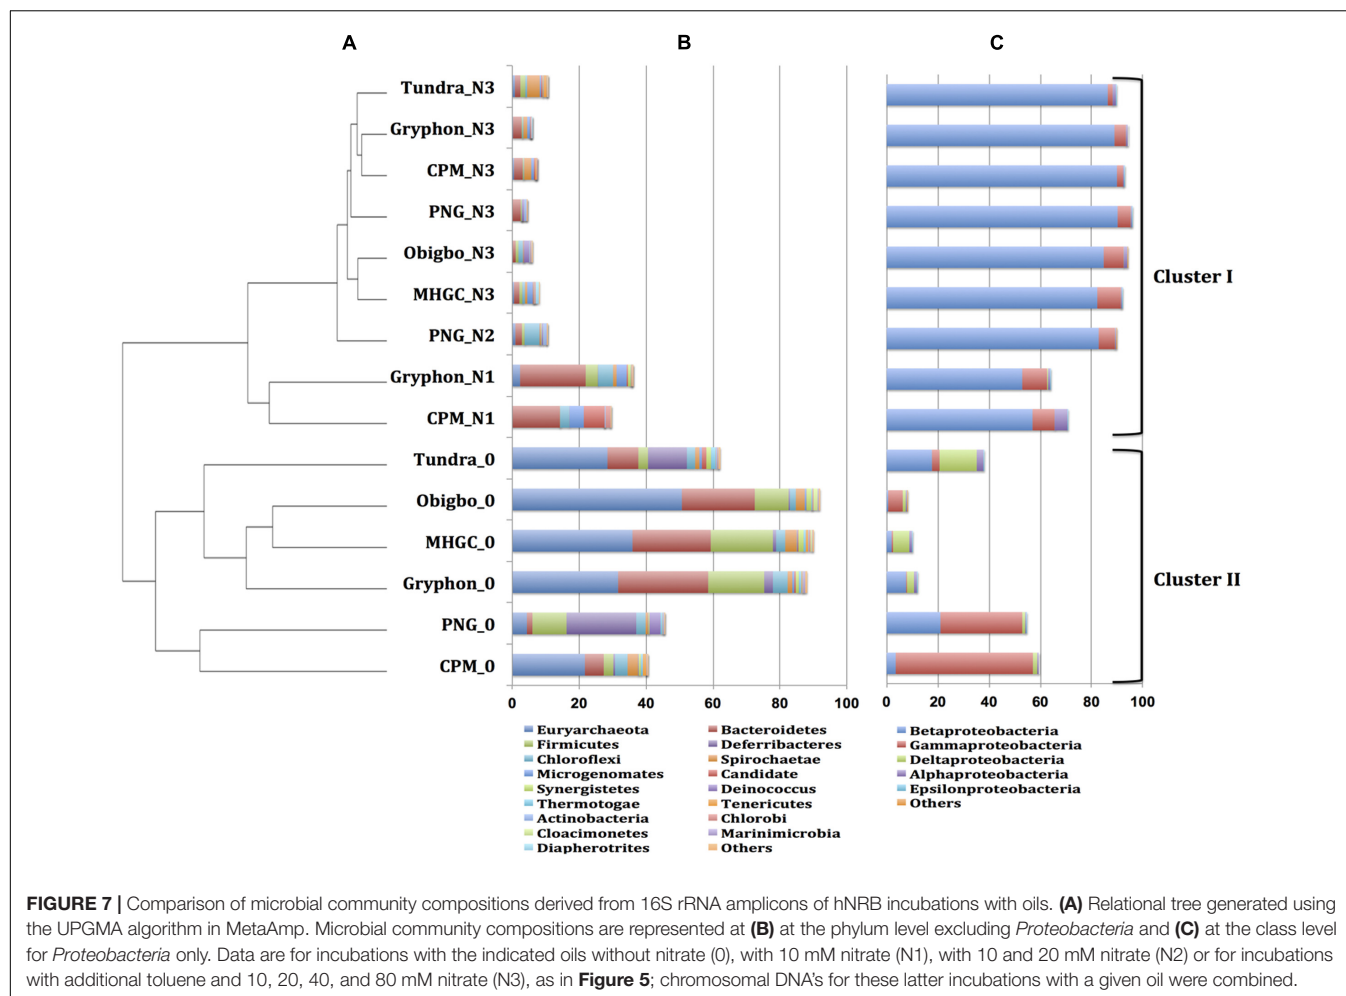 A
B
C
Tundra_N3
Gryphon_N3
CPM_N3
PNG_N3
Obigbo_N3
MHGC_N3
PNG_N2
Gryphon_N1
CPM_N1
Tundra_0
Obigbo_0
MHGC_0
Gryphon_0
PNG_0
CPM_0
Cluster I
Cluster II
0 20 40 60 80 100
0 20 40 60 80 100
Euryarchaeota
Bacteroidetes
Firmicutes
Deferribacteres
Chloroflexi
Spirochaetae
Microgenomates
Candidate
Synergistetes
Deinococcus
Thermotogae
Tenericutes
Actinobacteria
Chlorobi
Cloacimonetes
Marinimicrobia
Diapherotrites
Others
Betaproteobacteria
Gammaproteobacteria
Deltaproteobacteria
Alphaproteobacteria
Epsilonproteobacteria
Others
FIGURE 7 | Comparison of microbial community compositions derived from 16S rRNA amplicons of hNRB incubations with oils. (A) Relational tree generated using
the UPGMA algorithm in MetaAmp. Microbial community compositions are represented at (B) at the phylum level excluding Proteobacteria and (C) at the class level
for Proteobacteria only. Data are for incubations with the indicated oils without nitrate (0), with 10 mM nitrate (N1), with 10 and 20 mM nitrate (N2) or for incubations
with additional toluene and 10, 20, 40, and 80 mM nitrate (N3), as in Figure 5; chromosomal DNA's for these latter incubations with a given oil were combined.